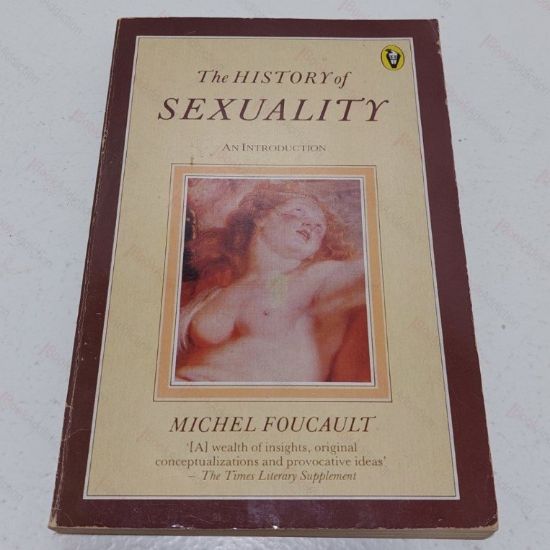 The HISTORY of
SEXUALITY
AN INTRODUCTION
MICHEL FOUCAULT
‘[A] wealth of insights, original
conceptualizations and provocative ideas’
– The Times Literary Supplement